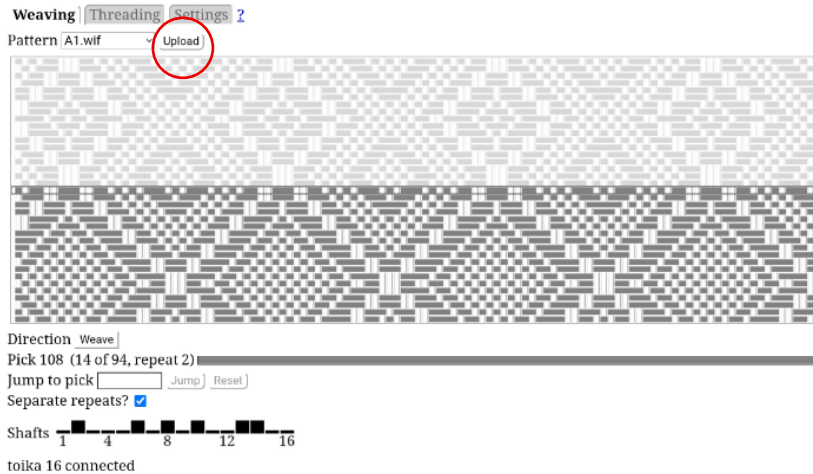 Weaving Threading Settings ?
Pattern A1.wif Upload
Direction Weave
Pick 108 (14 of 94, repeat 2)
Jump to pick Jump Reset
Separate repeats?
Shafts 1 4 8 12 16
toika 16 connected